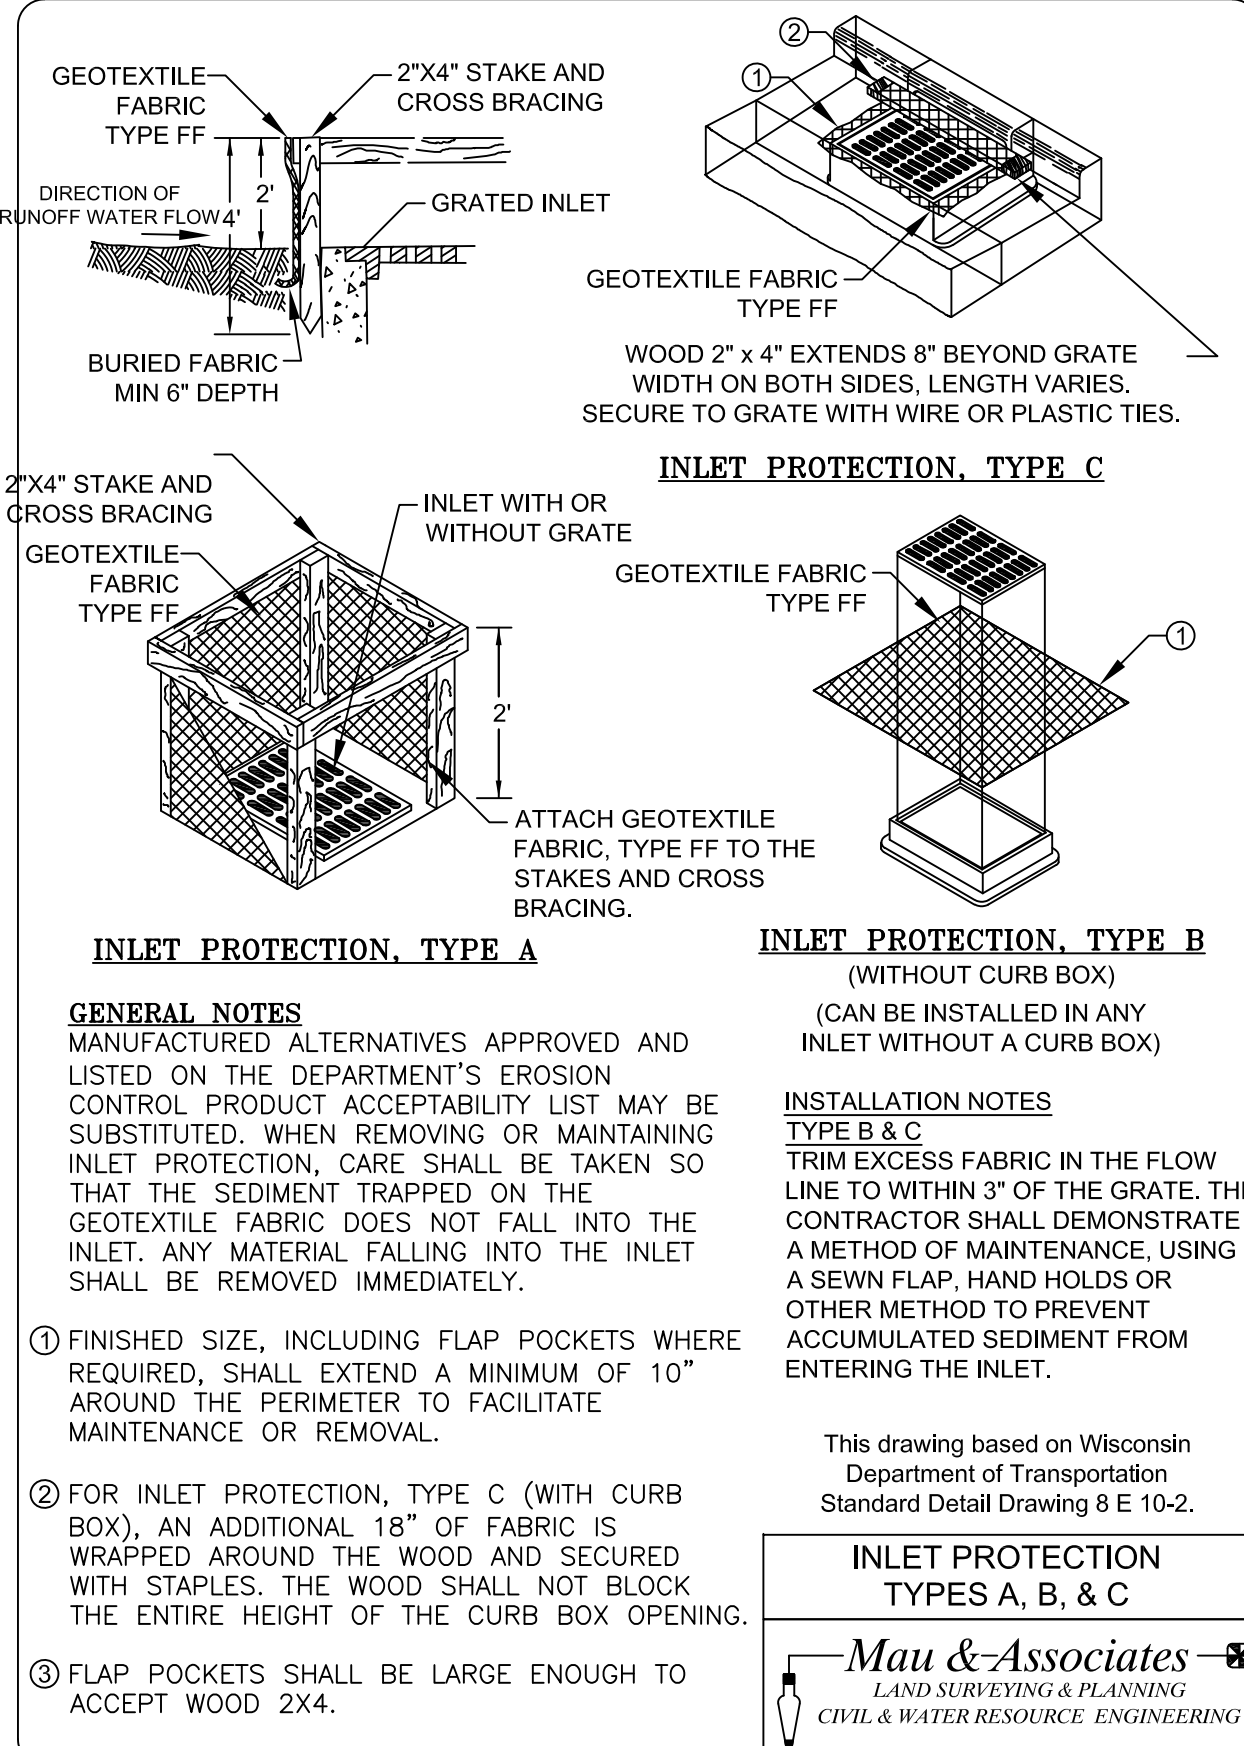 GEOTEXTILE
FABRIC
TYPE FF
2"X4" STAKE AND
CROSS BRACING
DIRECTION OF
RUNOFF WATER FLOW
4'
2'
GRATED INLET
BURIED FABRIC
MIN 6" DEPTH
2
1
GEOTEXTILE FABRIC
TYPE FF
WOOD 2" x 4" EXTENDS 8" BEYOND GRATE
WIDTH ON BOTH SIDES, LENGTH VARIES.
SECURE TO GRATE WITH WIRE OR PLASTIC TIES.
INLET PROTECTION, TYPE C
2"X4" STAKE AND
CROSS BRACING
GEOTEXTILE
FABRIC
TYPE FF
INLET WITH OR
WITHOUT GRATE
2'
ATTACH GEOTEXTILE
FABRIC, TYPE FF TO THE
STAKES AND CROSS
BRACING.
INLET PROTECTION, TYPE A
GEOTEXTILE FABRIC
TYPE FF
1
INLET PROTECTION, TYPE B
(WITHOUT CURB BOX)
(CAN BE INSTALLED IN ANY
INLET WITHOUT A CURB BOX)
GENERAL NOTES
MANUFACTURED ALTERNATIVES APPROVED AND
LISTED ON THE DEPARTMENT'S EROSION
CONTROL PRODUCT ACCEPTABILITY LIST MAY BE
SUBSTITUTED. WHEN REMOVING OR MAINTAINING
INLET PROTECTION, CARE SHALL BE TAKEN SO
THAT THE SEDIMENT TRAPPED ON THE
GEOTEXTILE FABRIC DOES NOT FALL INTO THE
INLET. ANY MATERIAL FALLING INTO THE INLET
SHALL BE REMOVED IMMEDIATELY.
1 FINISHED SIZE, INCLUDING FLAP POCKETS WHERE
REQUIRED, SHALL EXTEND A MINIMUM OF 10"
AROUND THE PERIMETER TO FACILITATE
MAINTENANCE OR REMOVAL.
2 FOR INLET PROTECTION, TYPE C (WITH CURB
BOX), AN ADDITIONAL 18" OF FABRIC IS
WRAPPED AROUND THE WOOD AND SECURED
WITH STAPLES. THE WOOD SHALL NOT BLOCK
THE ENTIRE HEIGHT OF THE CURB BOX OPENING.
3 FLAP POCKETS SHALL BE LARGE ENOUGH TO
ACCEPT WOOD 2X4.
INSTALLATION NOTES
TYPE B & C
TRIM EXCESS FABRIC IN THE FLOW
LINE TO WITHIN 3" OF THE GRATE. THE
CONTRACTOR SHALL DEMONSTRATE
A METHOD OF MAINTENANCE, USING
A SEWN FLAP, HAND HOLDS OR
OTHER METHOD TO PREVENT
ACCUMULATED SEDIMENT FROM
ENTERING THE INLET.
This drawing based on Wisconsin
Department of Transportation
Standard Detail Drawing 8 E 10-2.
INLET PROTECTION
TYPES A, B, & C
Mau & Associates
LAND SURVEYING & PLANNING
CIVIL & WATER RESOURCE ENGINEERING